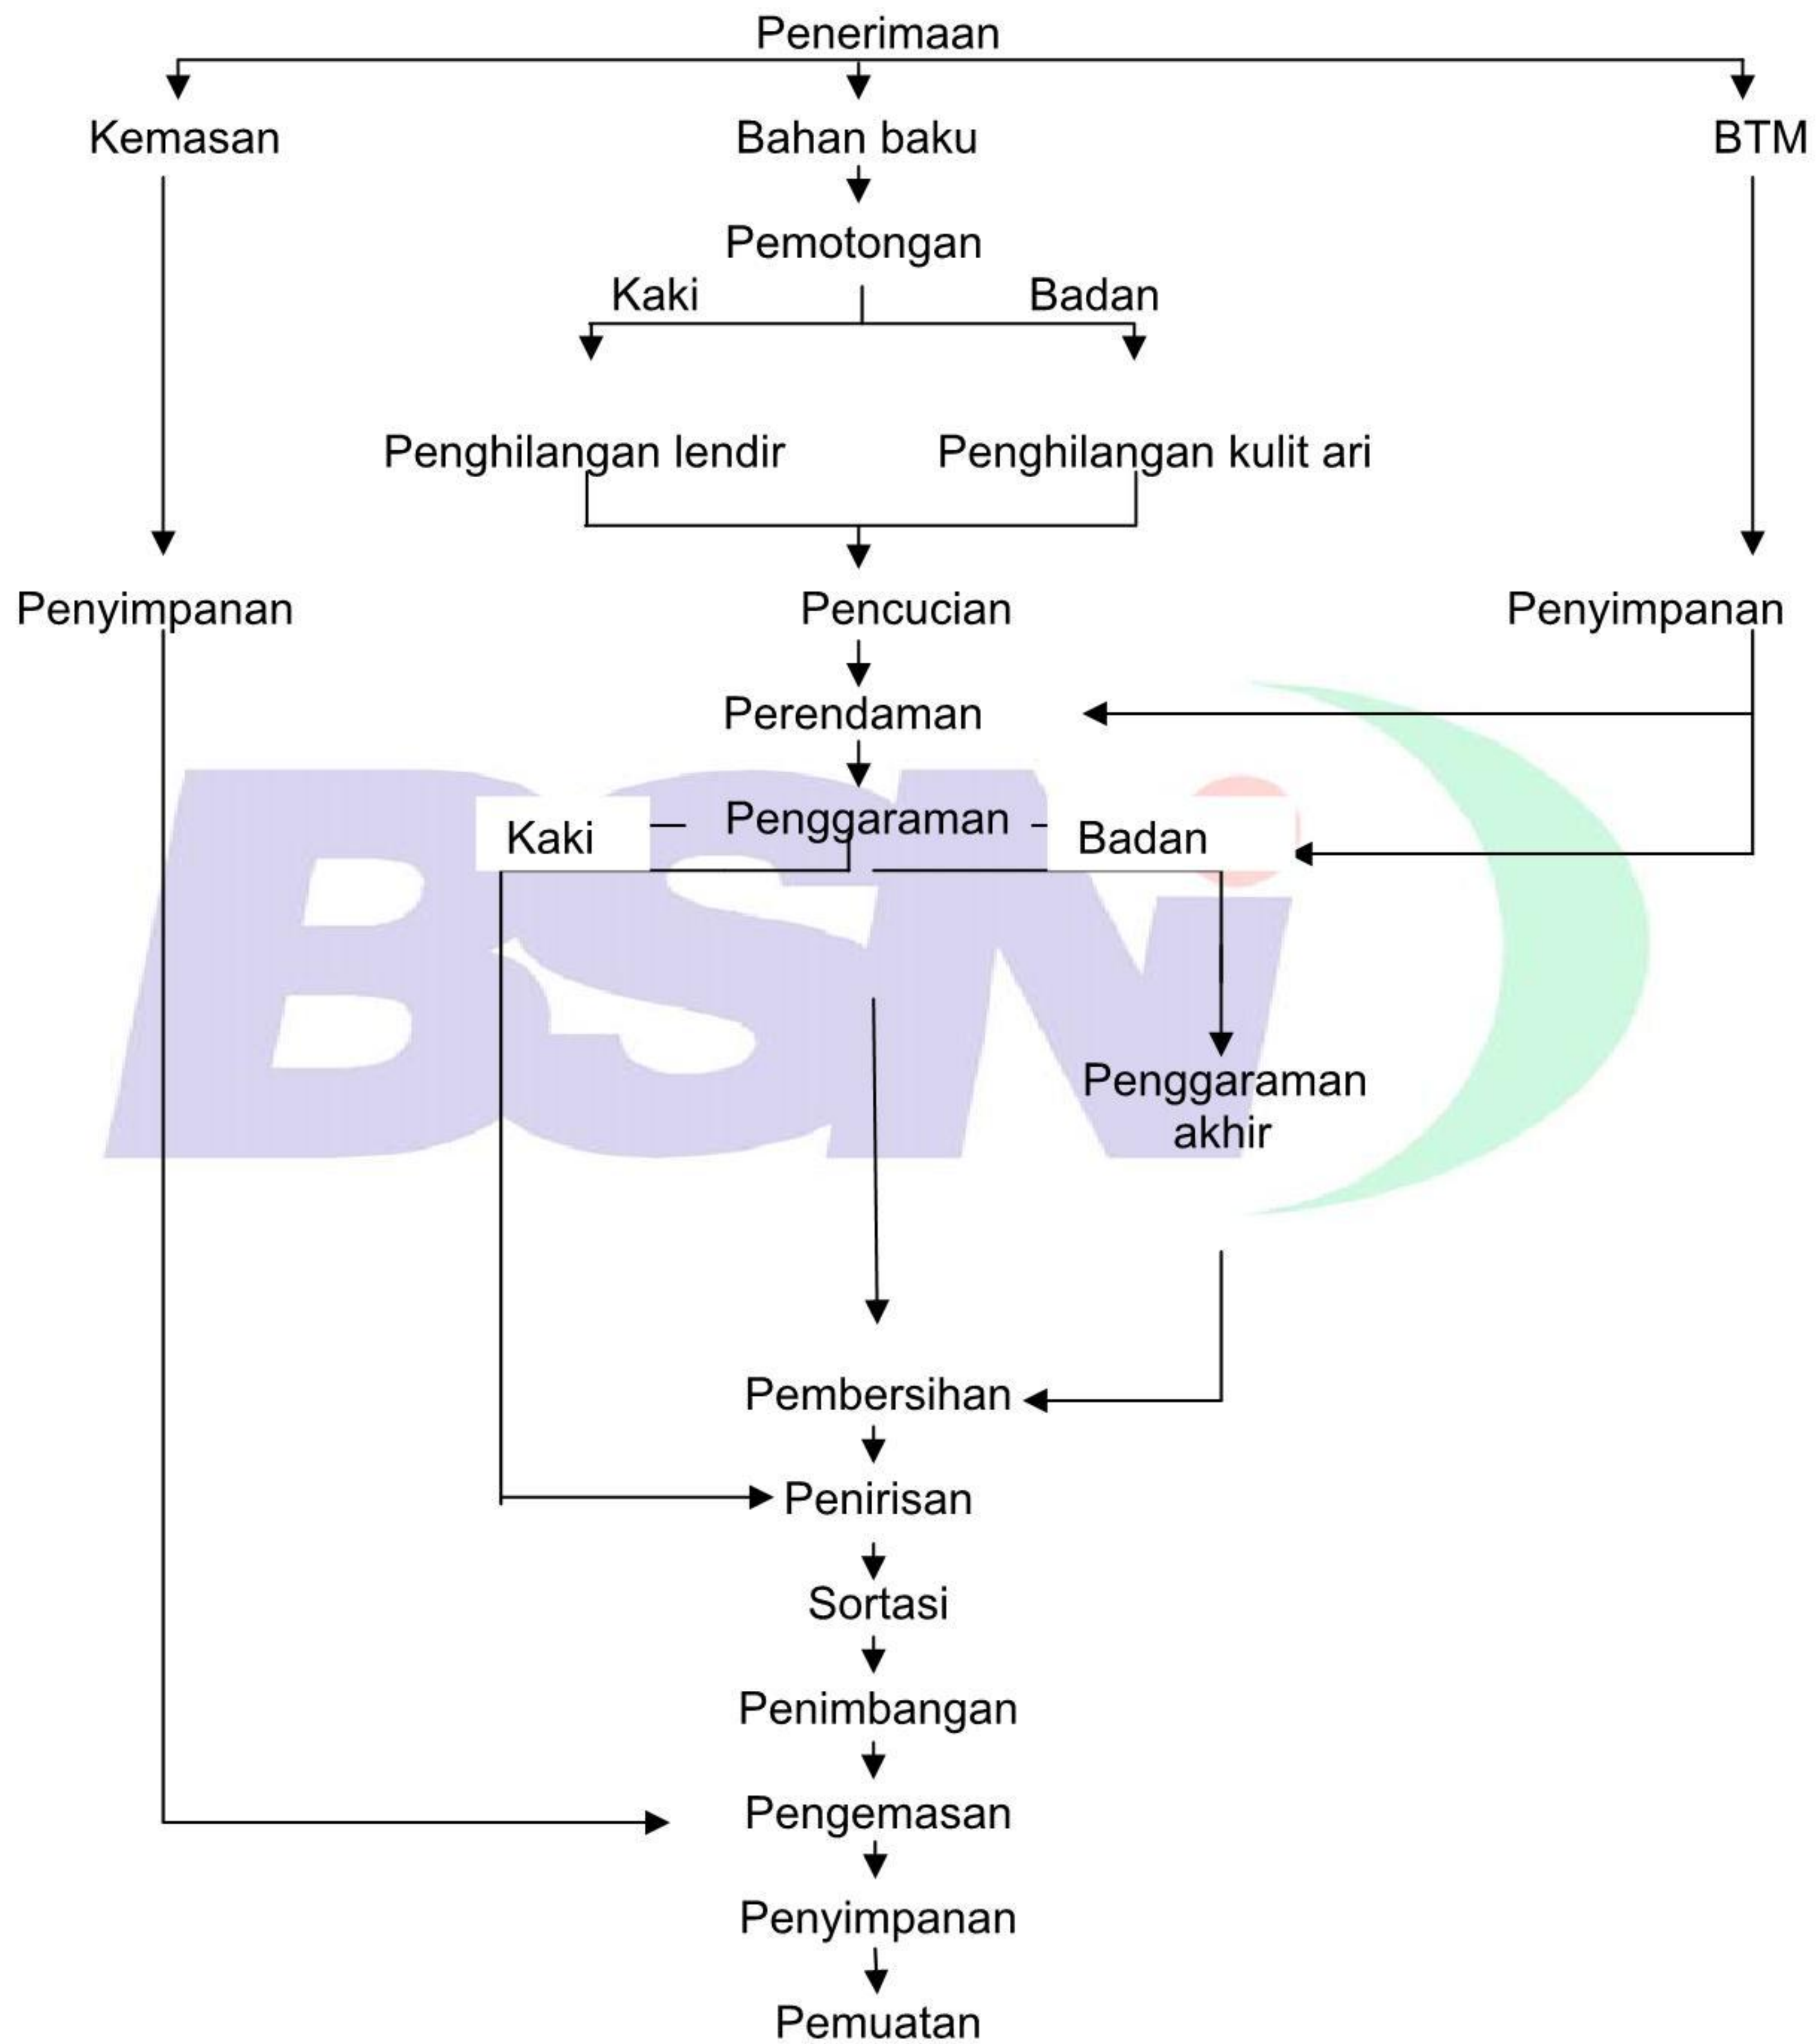 Penerimaan
Kemasan
Bahan baku
BTM
Pemotongan
Kaki
Badan
Penghilangan lendir
Penghilangan kulit ari
Penyimpanan
Pencucian
Penyimpanan
Perendaman
Penggaraman
Kaki
Badan
BSNi
Penggaraman
akhir
Pembersihan
Penirisan
Sortasi
Penimbangan
Pengemasan
Penyimpanan
Pemuatan